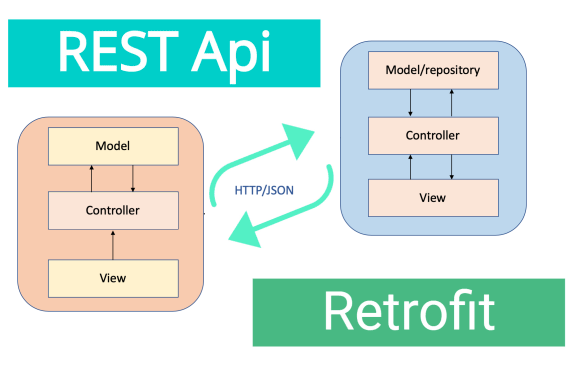 REST Api
Model
Controller
View
HTTP/JSON
Model/repository
Controller
View
Retrofit